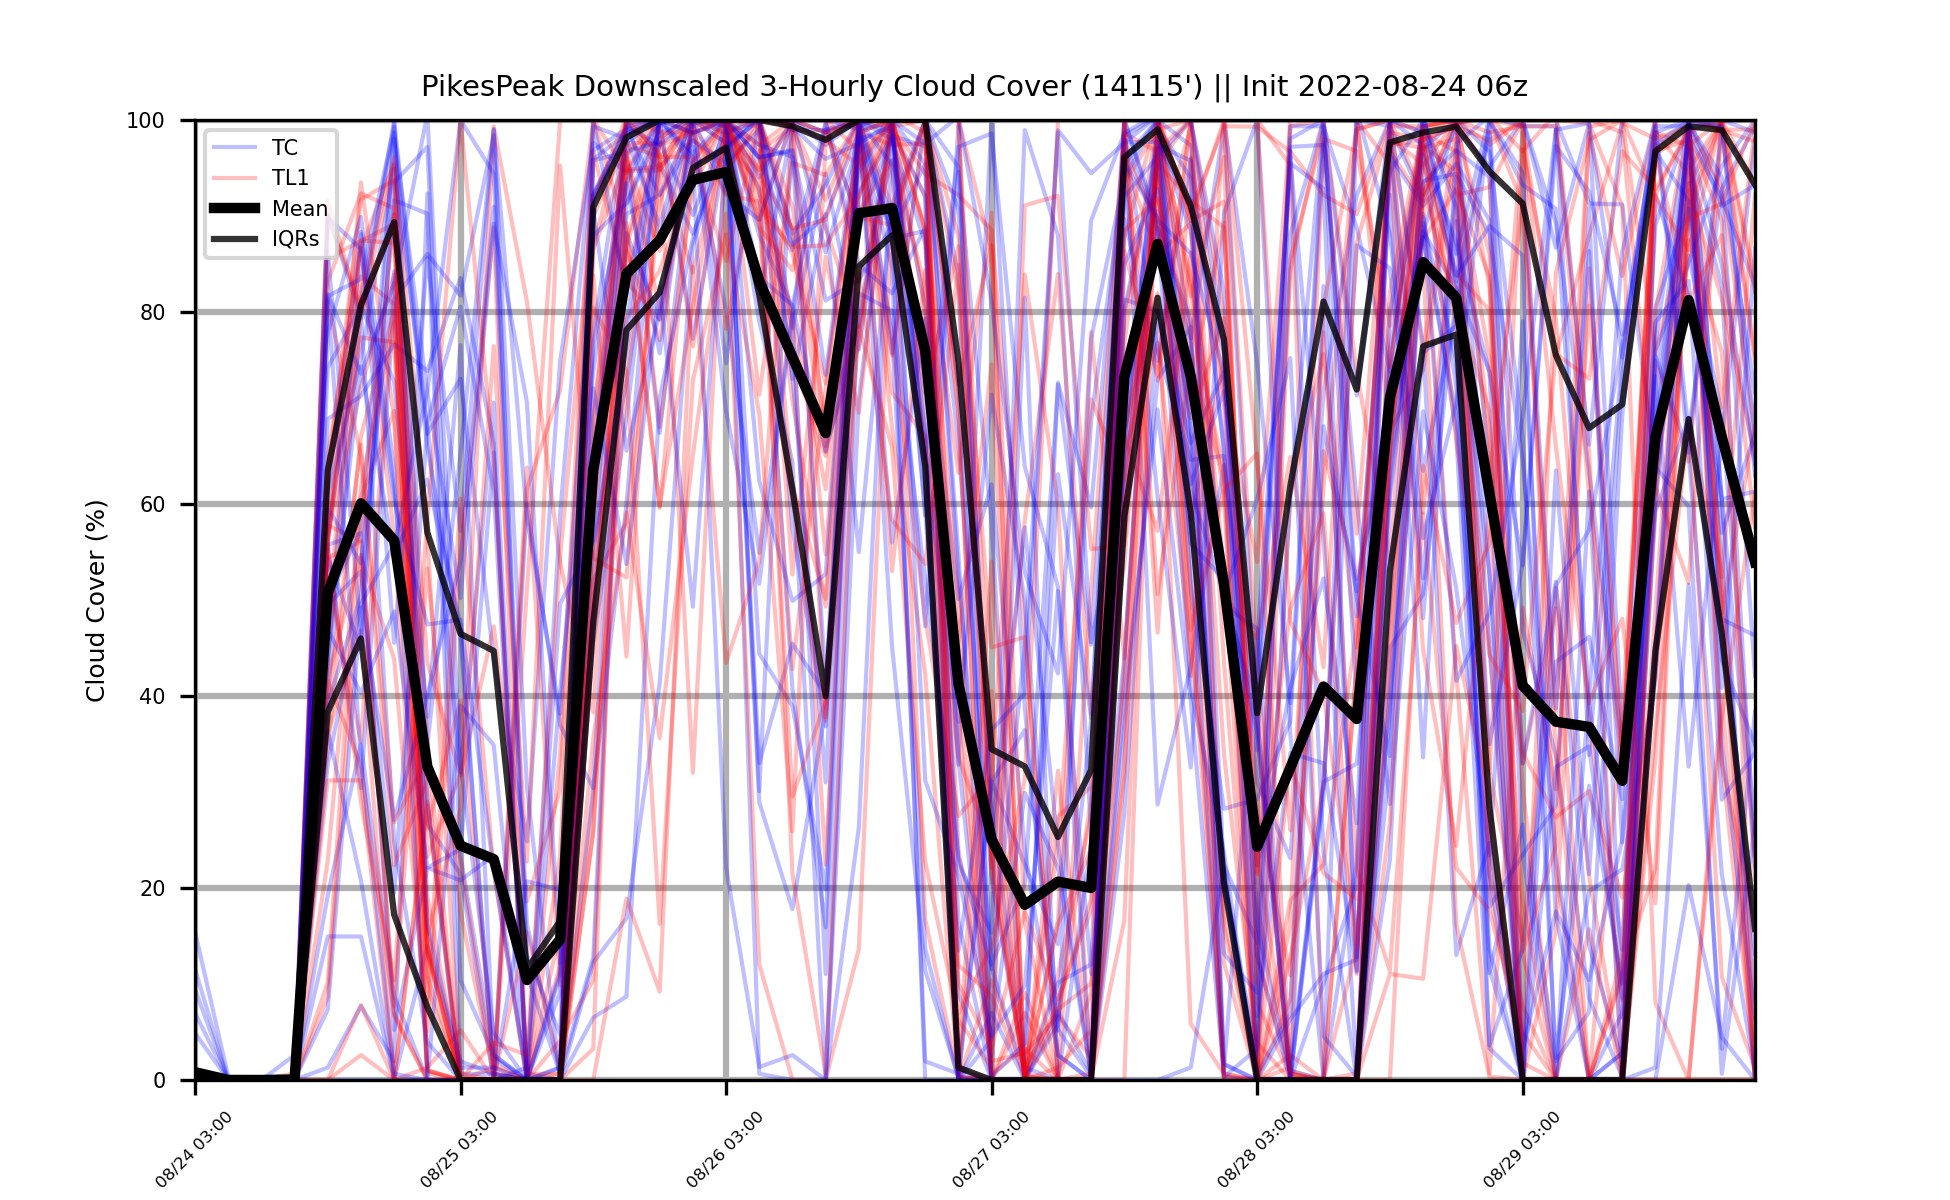 PikesPeak Downscaled 3-Hourly Cloud Cover (14115') || Init 2022-08-24 06z
Cloud Cover (%)
100
80
60
40
20
0
TC
TL1
Mean
IQRs
08/24 03:00
08/25 03:00
08/26 03:00
08/27 03:00
08/28 03:00
08/29 03:00